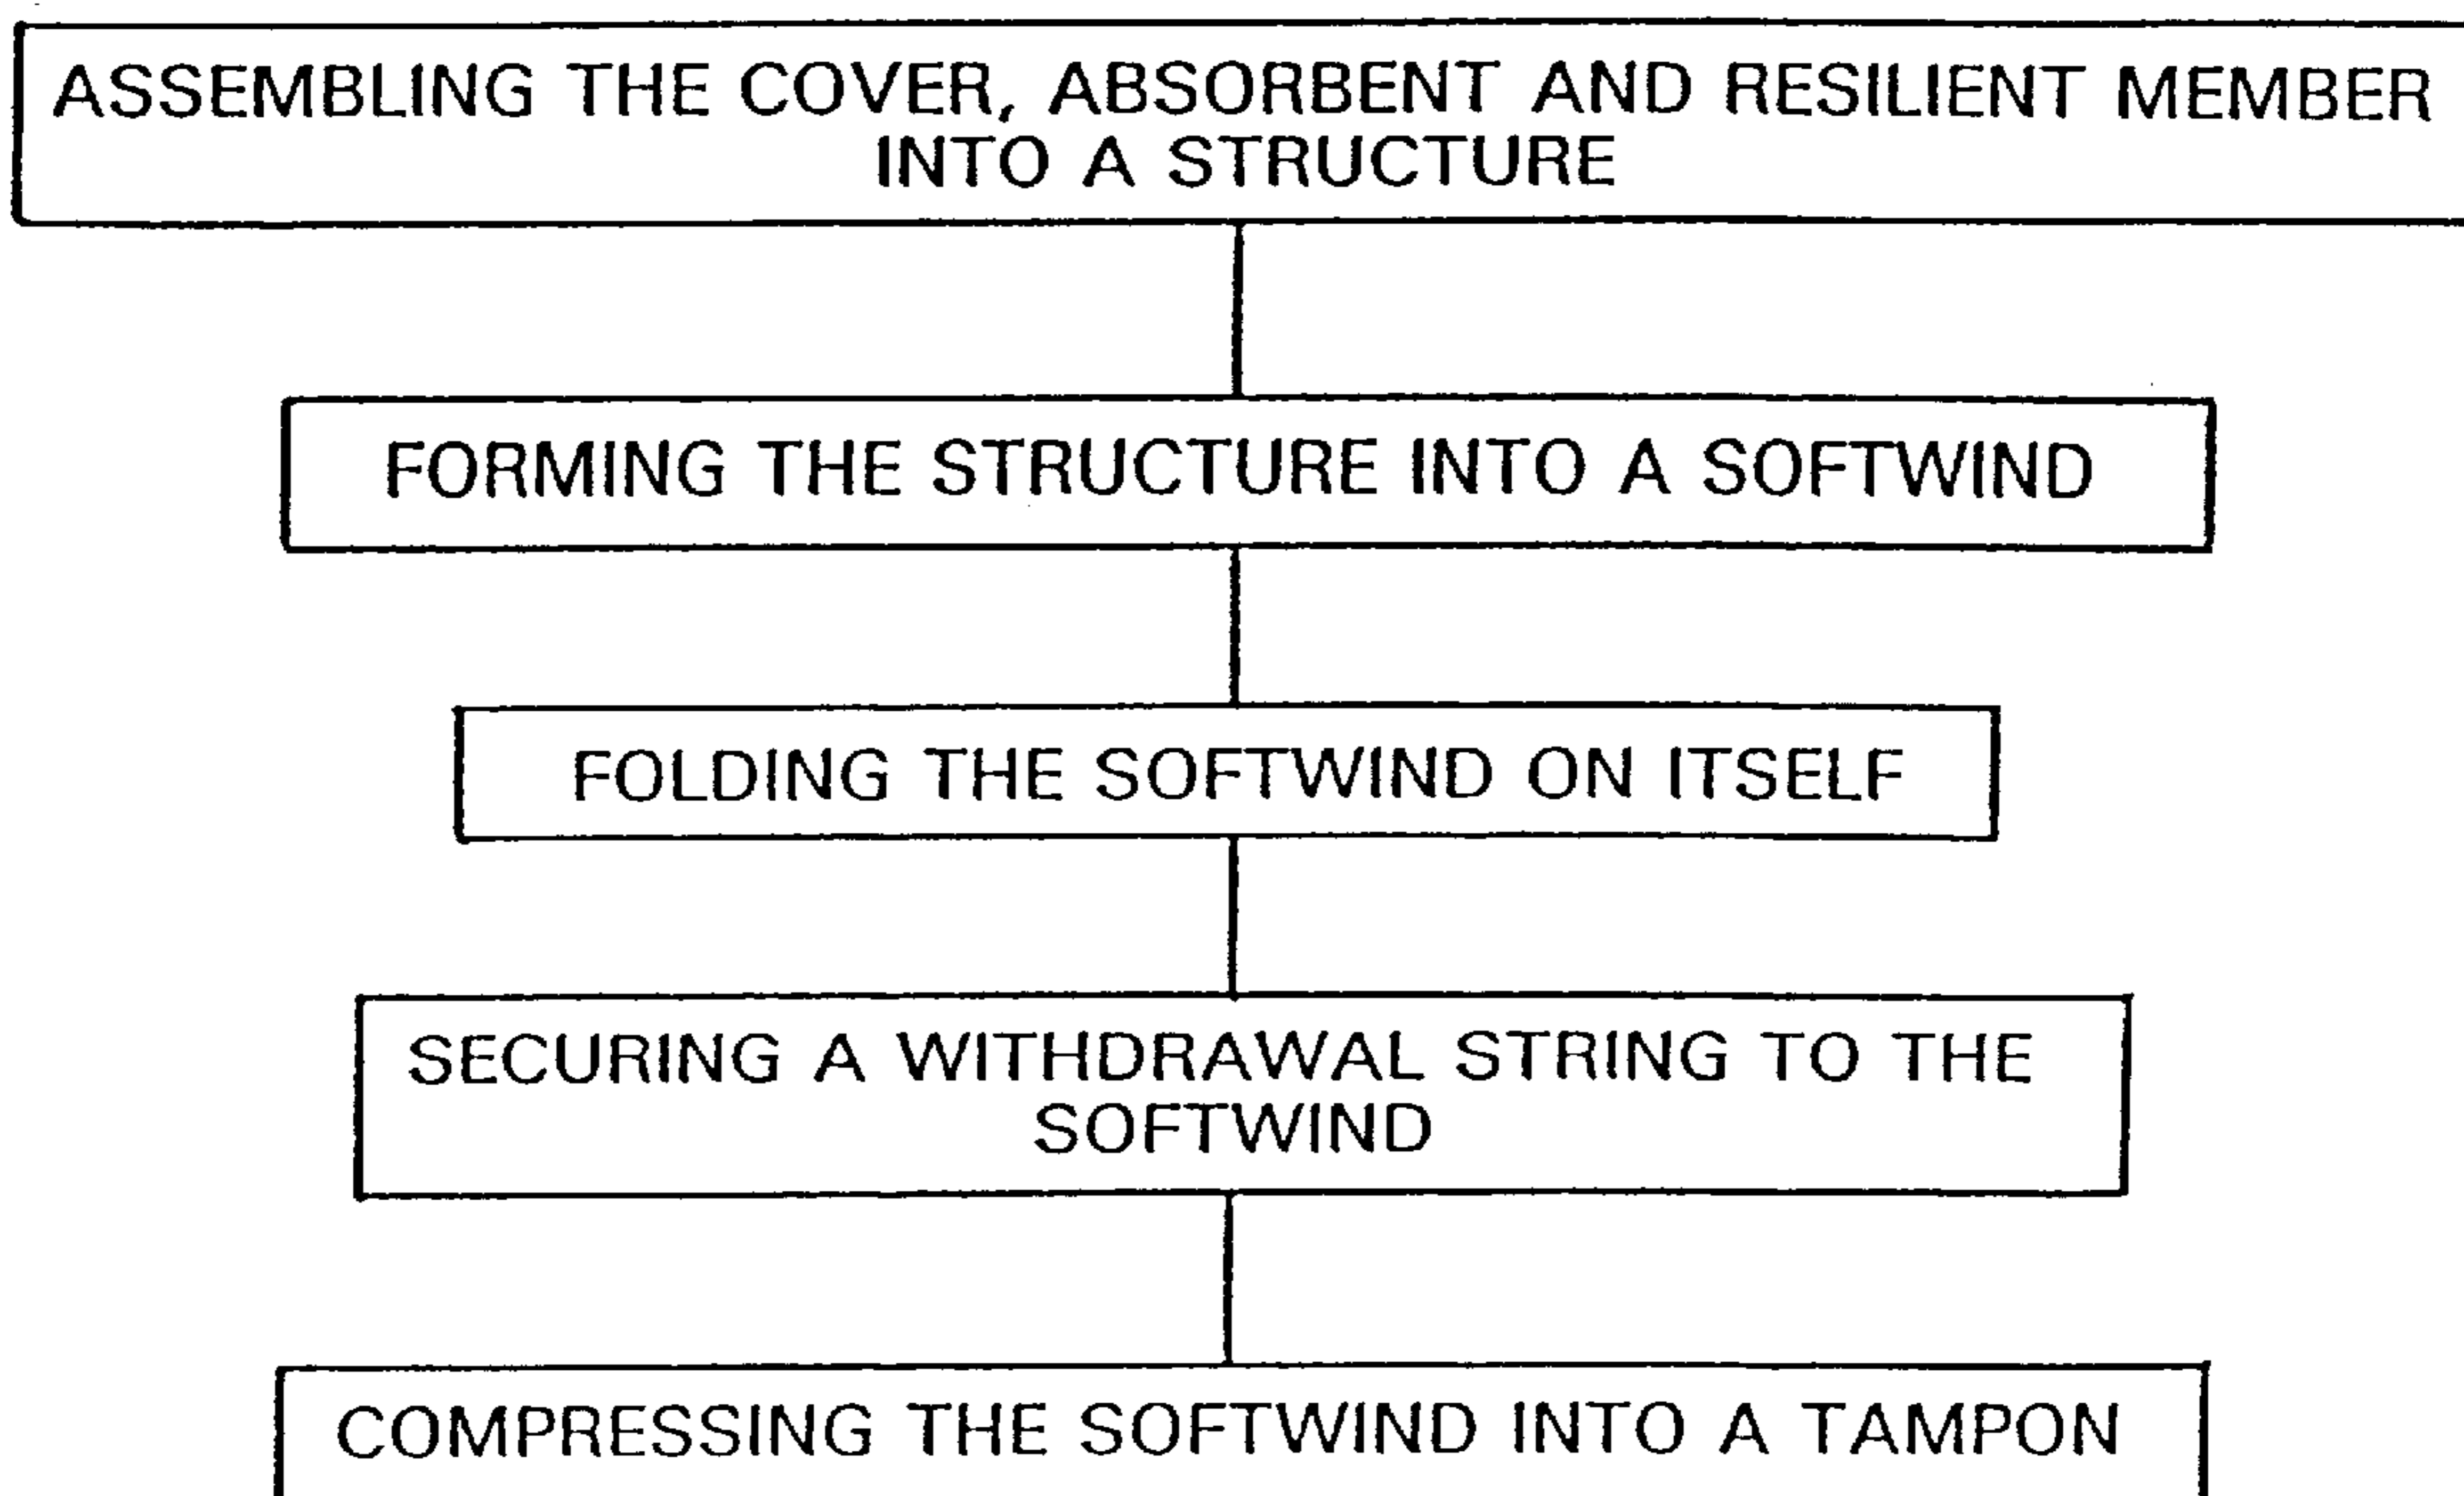 ASSEMBLING THE COVER, ABSORBENT AND RESILIENT MEMBER
INTO A STRUCTURE
FORMING THE STRUCTURE INTO A SOFTWIND
FOLDING THE SOFTWIND ON ITSELF
SECURING A WITHDRAWAL STRING TO THE
SOFTWIND
COMPRESSING THE SOFTWIND INTO A TAMPON